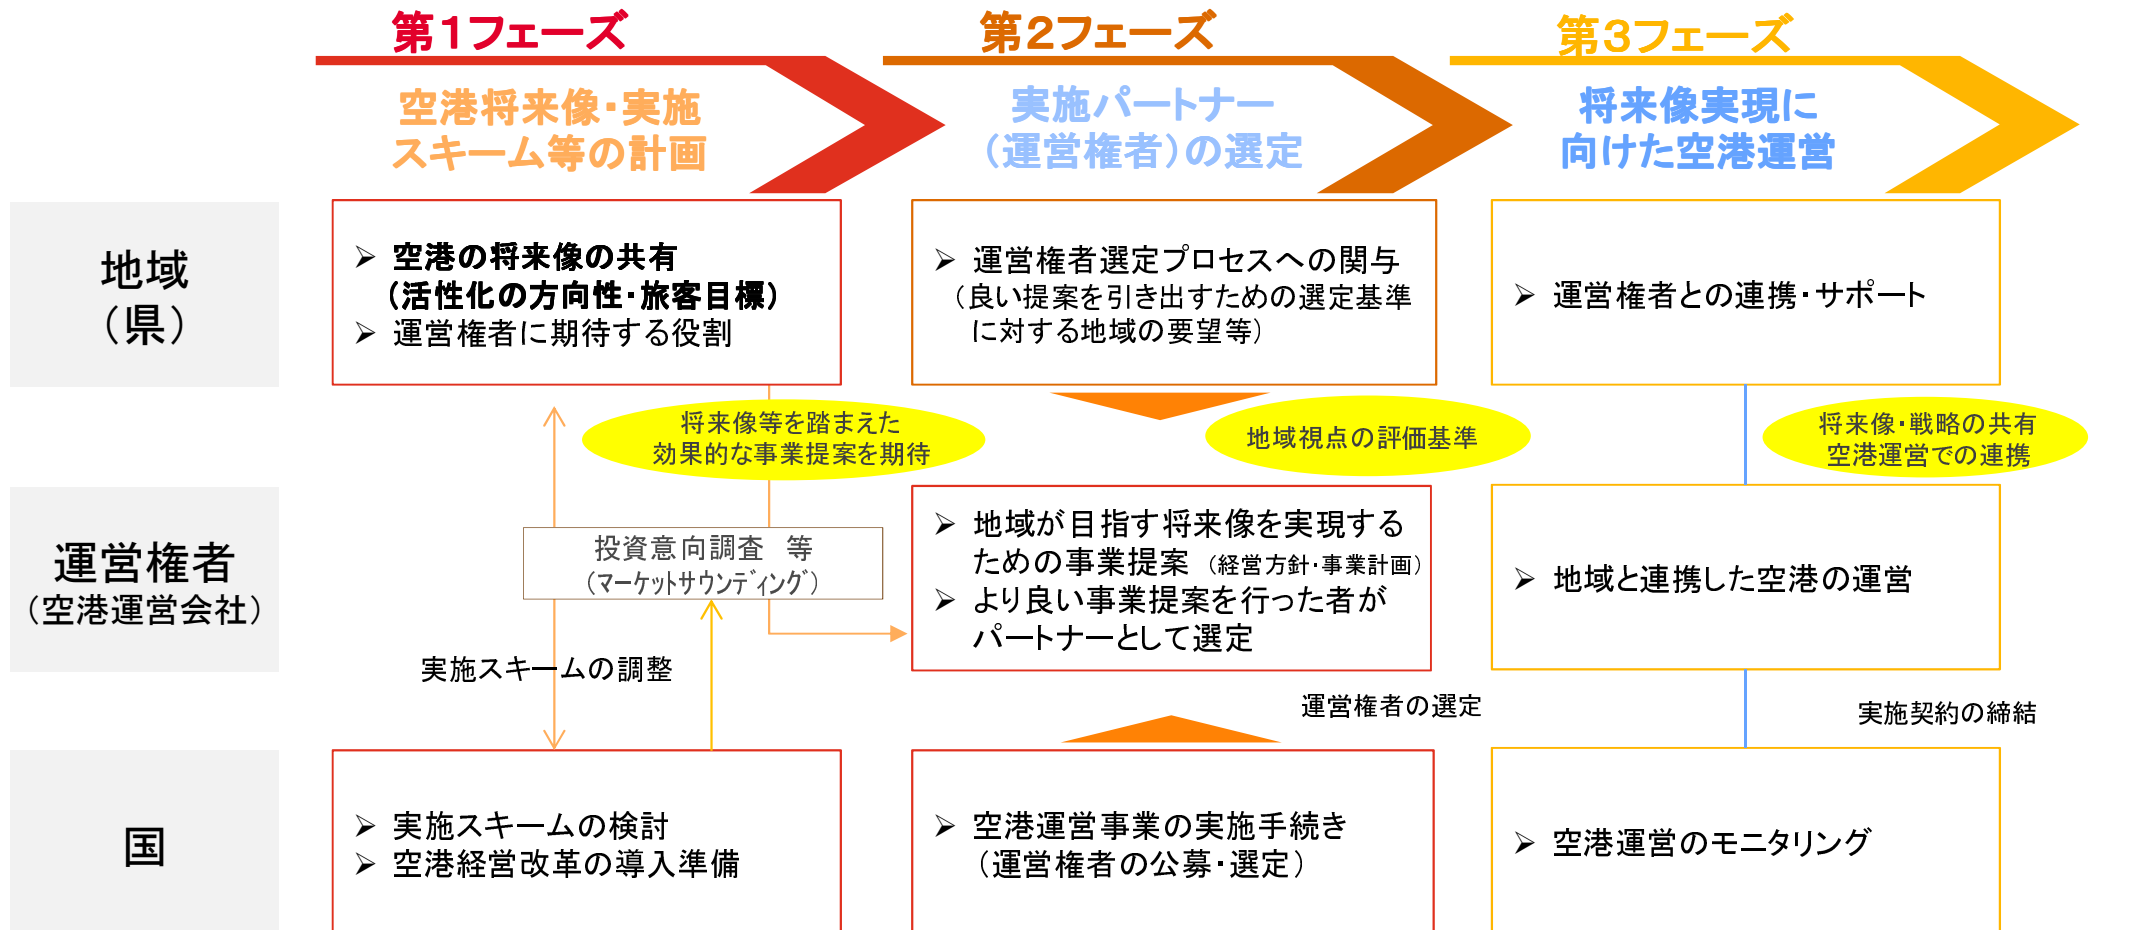 第１フェーズ
空港将来像・実施
スキーム等の計画
第２フェーズ
実施パートナー
（運営権者）の選定
第３フェーズ
将来像実現に
向けた空港運営
地域
（県）
➢ 空港の将来像の共有
（活性化の方向性・旅客目標）
➢ 運営権者に期待する役割
➢ 運営権者選定プロセスへの関与
（良い提案を引き出すための選定基準
に対する地域の要望等）
➢ 運営権者との連携・サポート
将来像等を踏まえた
効果的な事業提案を期待
地域視点の評価基準
将来像・戦略の共有
空港運営での連携
運営権者
（空港運営会社）
投資意向調査　等
（ﾏｰｹｯﾄｻｳﾝﾃﾞｨﾝｸﾞ）
➢ 地域が目指す将来像を実現する
ための事業提案（経営方針・事業計画）
➢ より良い事業提案を行った者が
パートナーとして選定
➢ 地域と連携した空港の運営
実施スキームの調整
運営権者の選定
実施契約の締結
国
➢ 実施スキームの検討
➢ 空港経営改革の導入準備
➢ 空港運営事業の実施手続き
（運営権者の公募・選定）
➢ 空港運営のモニタリング